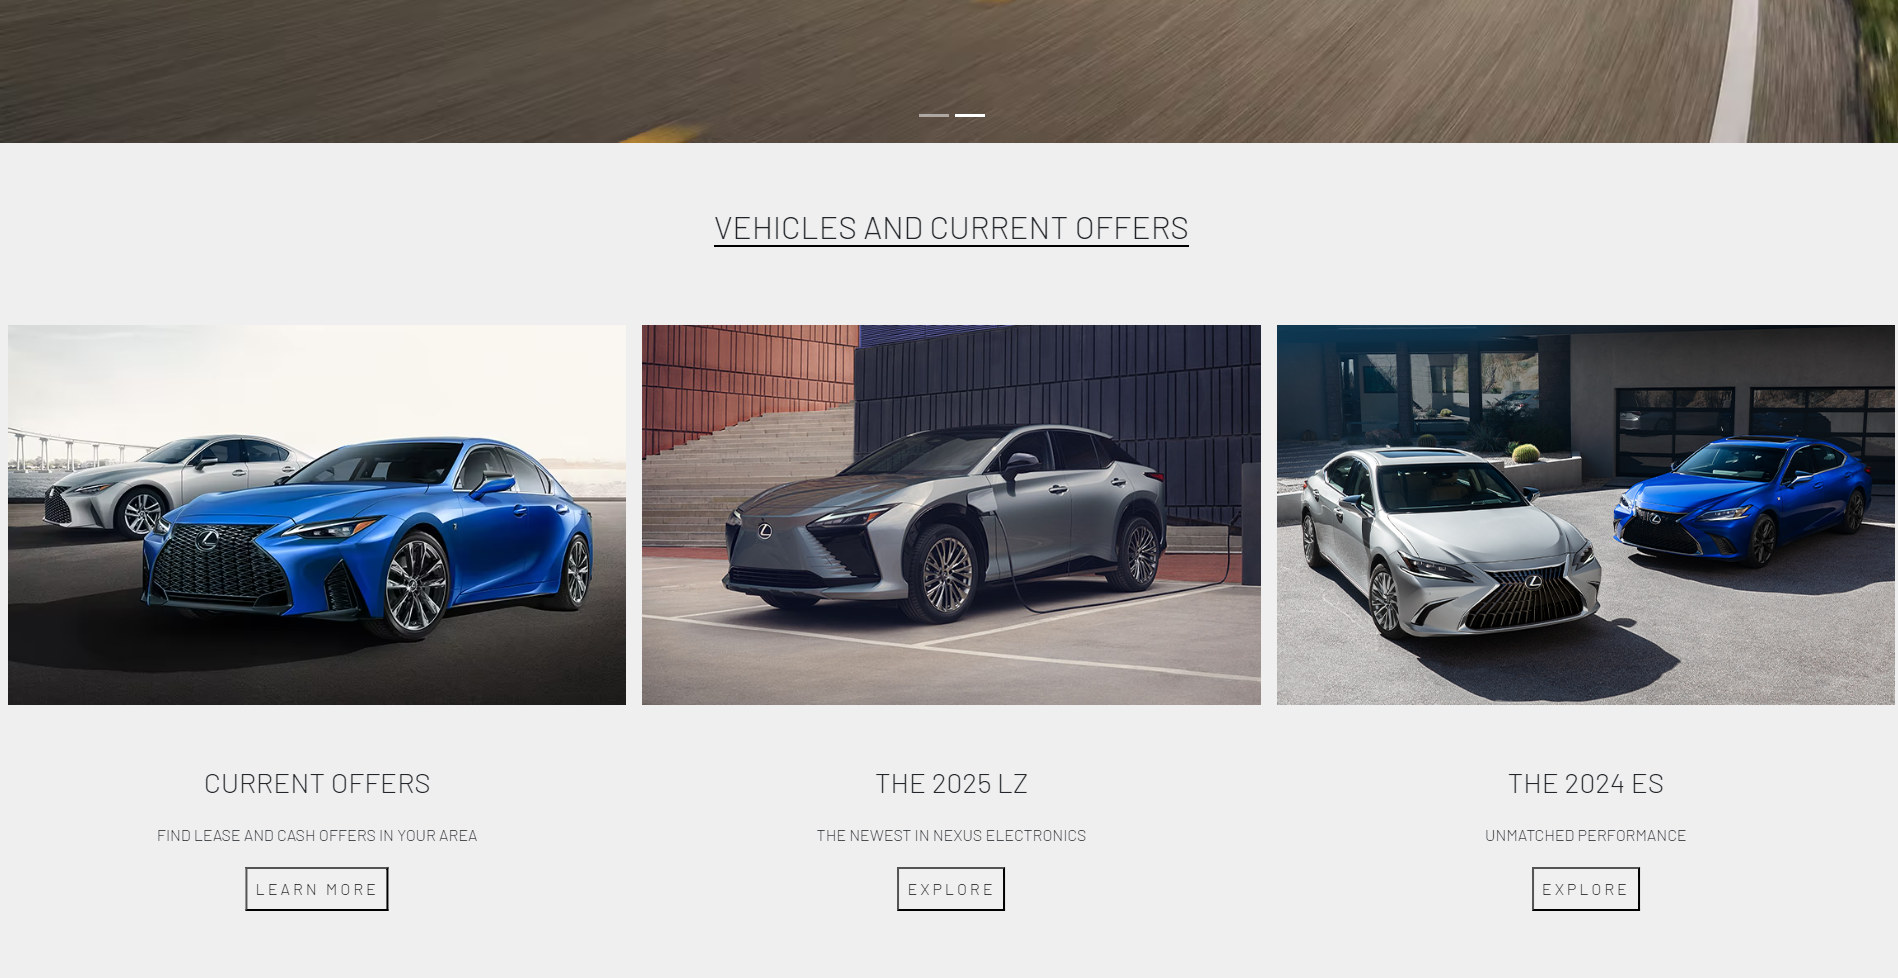 VEHICLES AND CURRENT OFFERS
CURRENT OFFERS
FIND LEASE AND CASH OFFERS IN YOUR AREA
LEARN MORE
THE 2025 LZ
THE NEWEST IN NEXUS ELECTRONICS
EXPLORE
THE 2024 ES
UNMATCHED PERFORMANCE
EXPLORE